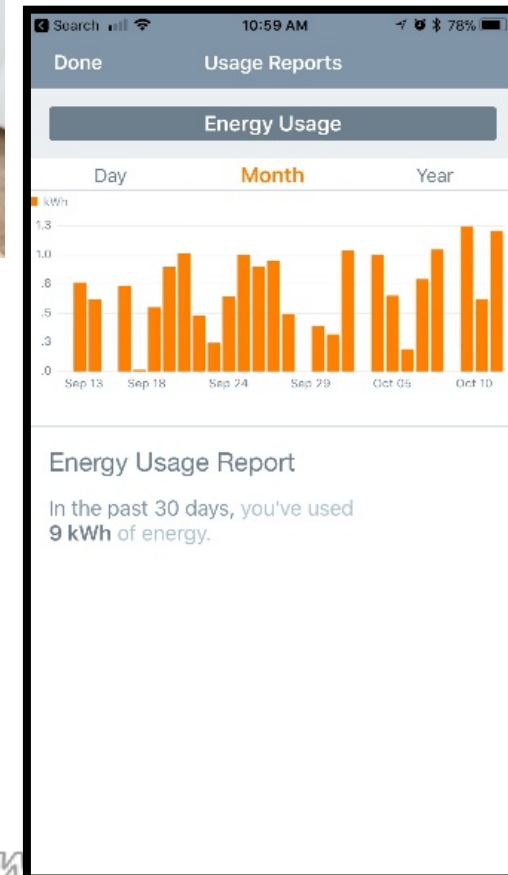 Search 10:59 AM 78%
Done Usage Reports
Energy Usage
Day Month Year
kWh
1.3
1.0
.8
.5
.3
.0
Sep 13 Sep 18 Sep 24 Sep 29 Oct 05 Oct 10
Energy Usage Report
In the past 30 days, you've used
9 kWh of energy.